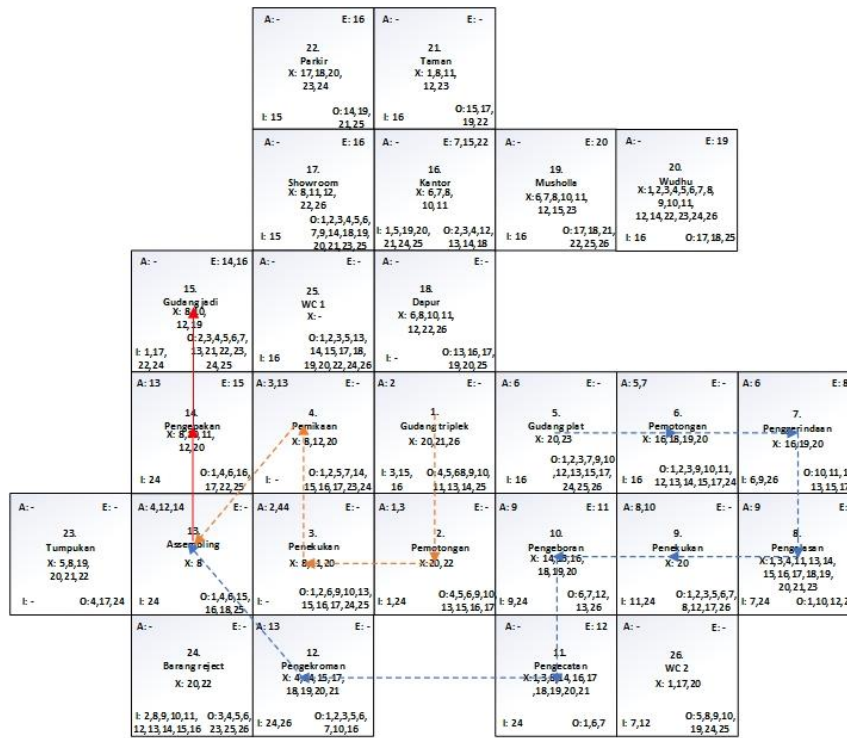 A: - E: 16
22.
Parkir
X: 17,18,20,
23,24
I: 15 O:14,19,
21,25
A: - E: -
21.
Taman
X: 1,8,11,
12,23
I: 16 O:15,17,
19,22
A: - E: 16
17.
Showroom
X: 8,11,12,
22,26
I: 15 O:1,2,3,4,5,6,
7,9,14,18,19,
20,21,23,25
A: - E: 7,15,22
16.
Kantor
X: 6,7,8,
10,11
I: 1,5,19,20,
21,24,25 O:2,3,4,12,
13,14,18
A: - E: 20
19.
Musholla
X:6,7,8,10,11,
12,15,23
I: 16 O:17,18,21,
22,25,26
A: - E: 19
20.
Wudhu
X:1,2,3,4,5,6,7,8,
9,10,11,
12,14,22,23,24,26
I: 16 O:17,18,25
A: - E: 14,16
15.
Gudang jadi
X: 8,10,
12,19
I: 1,17,
22,24 O:2,3,4,5,6,7,
13,21,22,23,
24,25
A: - E: -
25.
WC 1
X: -
I: 16 O:1,2,3,5,13,
14,15,17,18,
19,20,22,24,26
A: - E: -
18.
Dapur
X: 6,8,10,11,
12,22,26
I: - O:13,16,17,
19,20,25
A: 13 E: 15
14.
Pengepakan
12,20
I: 24 O:1,4,6,16,
17,22,25
A: 3,13 E: -
4.
Pernikaan
X: 8,12,20
I: - O:1,2,5,7,14,
15,16,17,23,24
A: 2 E: -
1.
Gudang triplek
X: 20,21,26
I: 3,15,
16 O:4,5,68,9,10,
11,13,14,25
A: 6 E: -
5.
Gudang plat
X: 20,23
I: 16 O:1,2,3,7,9,10
,12,13,15,17,
24,25,26
A: 5,7 E: -
6.
Pemotongan
X: 16,18,19,20
I: 16 O:1,2,3,9,10,11,
12,13,14,15,17,24
A: 6 E: 8
7.
Penggerindaan
X: 16,19,20
I: 6,9,26 O:10,11,1
13,15,17
A: - E: -
23.
Tumpukan
X: 5,8,19,
20,21,22
I: - O:4,17,24
A: 4,12,14 E: -
13.
Assembling
X: 8
I: 24 O:1,4,6,15,
16,18,25
A: 2,44 E: -
3.
Penekukan
I: - O:1,2,6,9,10,13,
15,16,17,24,25
A: 1,3 E: -
2.
Pemotongan
X: 20,22
I: 1,24 O:4,5,6,9,10,
13,15,16,17
A: 9 E: 11
10.
Pengeboran
18,19,20
I: 9,24 O:6,7,12,
13,26
A: 8,10 E: -
9.
Penekukan
X: 20
I: 11,24 O:1,2,3,5,6,7,
8,12,17,26
A: 9 E:
8.
X:1,3,4,11,13,14,
15,16,17,18,19,
20,21,23
I: 7,24 O:1,10,12,2
A: - E: -
24.
Barang reject
X: 20,22
I: 2,8,9,10,11,
12,13,14,15,16 O:3,4,5,6,
23,25,26
A: 13 E: -
12.
Pengekroman
18,19,20,21
I: 24,26 O:1,2,3,5,6,
7,10,16
A: - E: 12
11.
Pengecatan
,18,19,20,21
I: 24 O:1,6,7
A: - E: -
26.
WC 2
X: 1,17,20
I: 7,12 O:5,8,9,10,
19,24,25